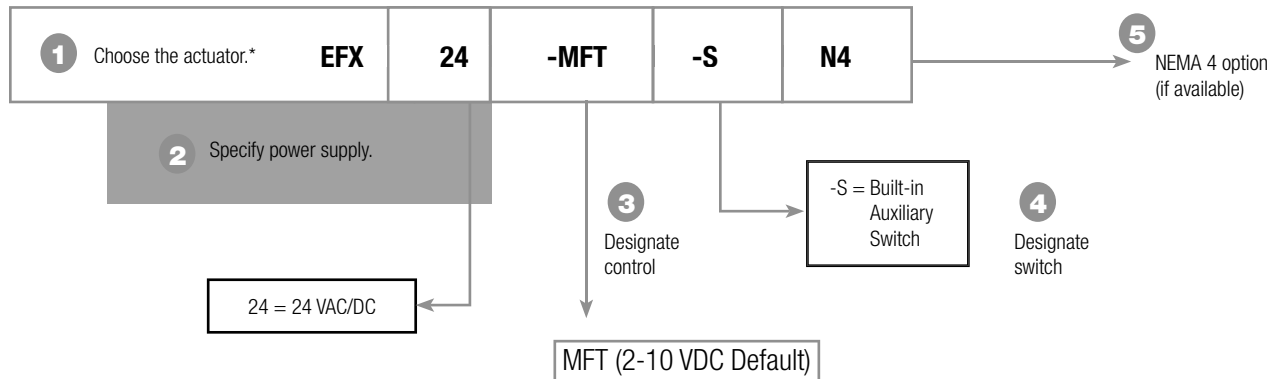 1 Choose the actuator.* EFX 24 -MFT -S N4
5
NEMA 4 option
(if available)
2 Specify power supply.
-S = Built-in
Auxiliary
Switch
3
Designate
control
4
Designate
switch
24 = 24 VAC/DC
MFT (2-10 VDC Default)